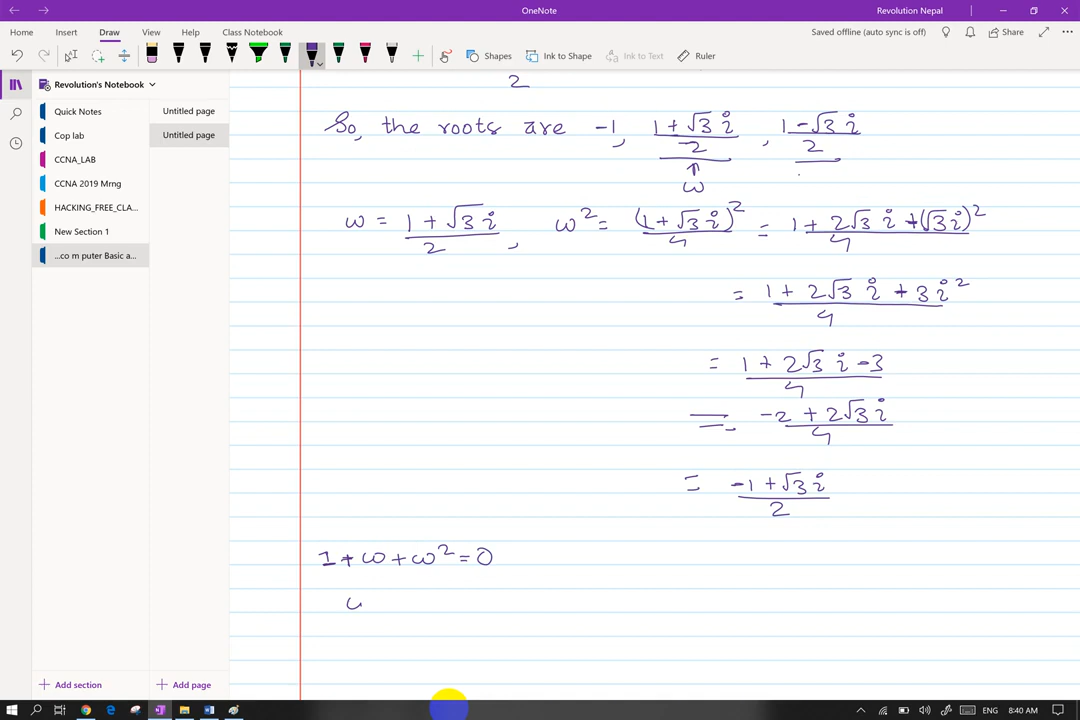 OneNote
Revolution Nepal
Home Insert Draw View Help Class Notebook
Saved offline (auto sync is off)
Share
Shapes
Ink to Shape
Ink to Text
Ruler
Revolution's Notebook
Quick Notes
Cop lab
CCNA_LAB
CCNA 2019 Mrng
HACKING_FREE_CLA...
New Section 1
...co m puter Basic a...
Untitled page
Untitled page
2
So, the roots are -1, (1+√3 i)/2, (1-√3 i)/2
↑
ω
ω = (1+√3 i)/2, ω² = (1+√3 i)²/4 = (1+2√3 i +(√3 i)²)/4
= (1+2√3 i + 3i²)/4
= (1+2√3 i -3)/4
= (-2+2√3 i)/4
= (-1+√3 i)/2
1+ω+ω²=0
+ Add section
+ Add page
ENG
8:40 AM